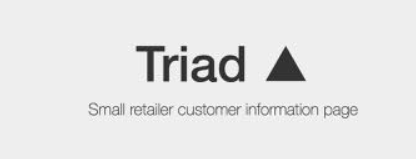 Triad ▲
Small retailer customer information page